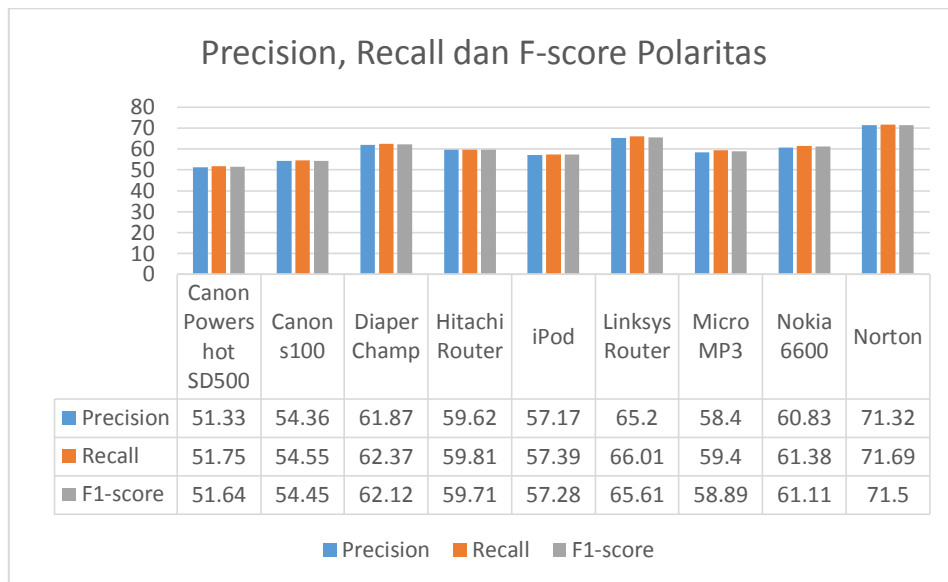 Precision, Recall dan F-score Polaritas
80
70
60
50
40
30
20
10
0
Canon Powers hot SD500 Canon s100 Diaper Champ Hitachi Router iPod Linksys Router Micro MP3 Nokia 6600 Norton
Precision 51.33 54.36 61.87 59.62 57.17 65.2 58.4 60.83 71.32
Recall 51.75 54.55 62.37 59.81 57.39 66.01 59.4 61.38 71.69
F1-score 51.64 54.45 62.12 59.71 57.28 65.61 58.89 61.11 71.5
Precision Recall F1-score